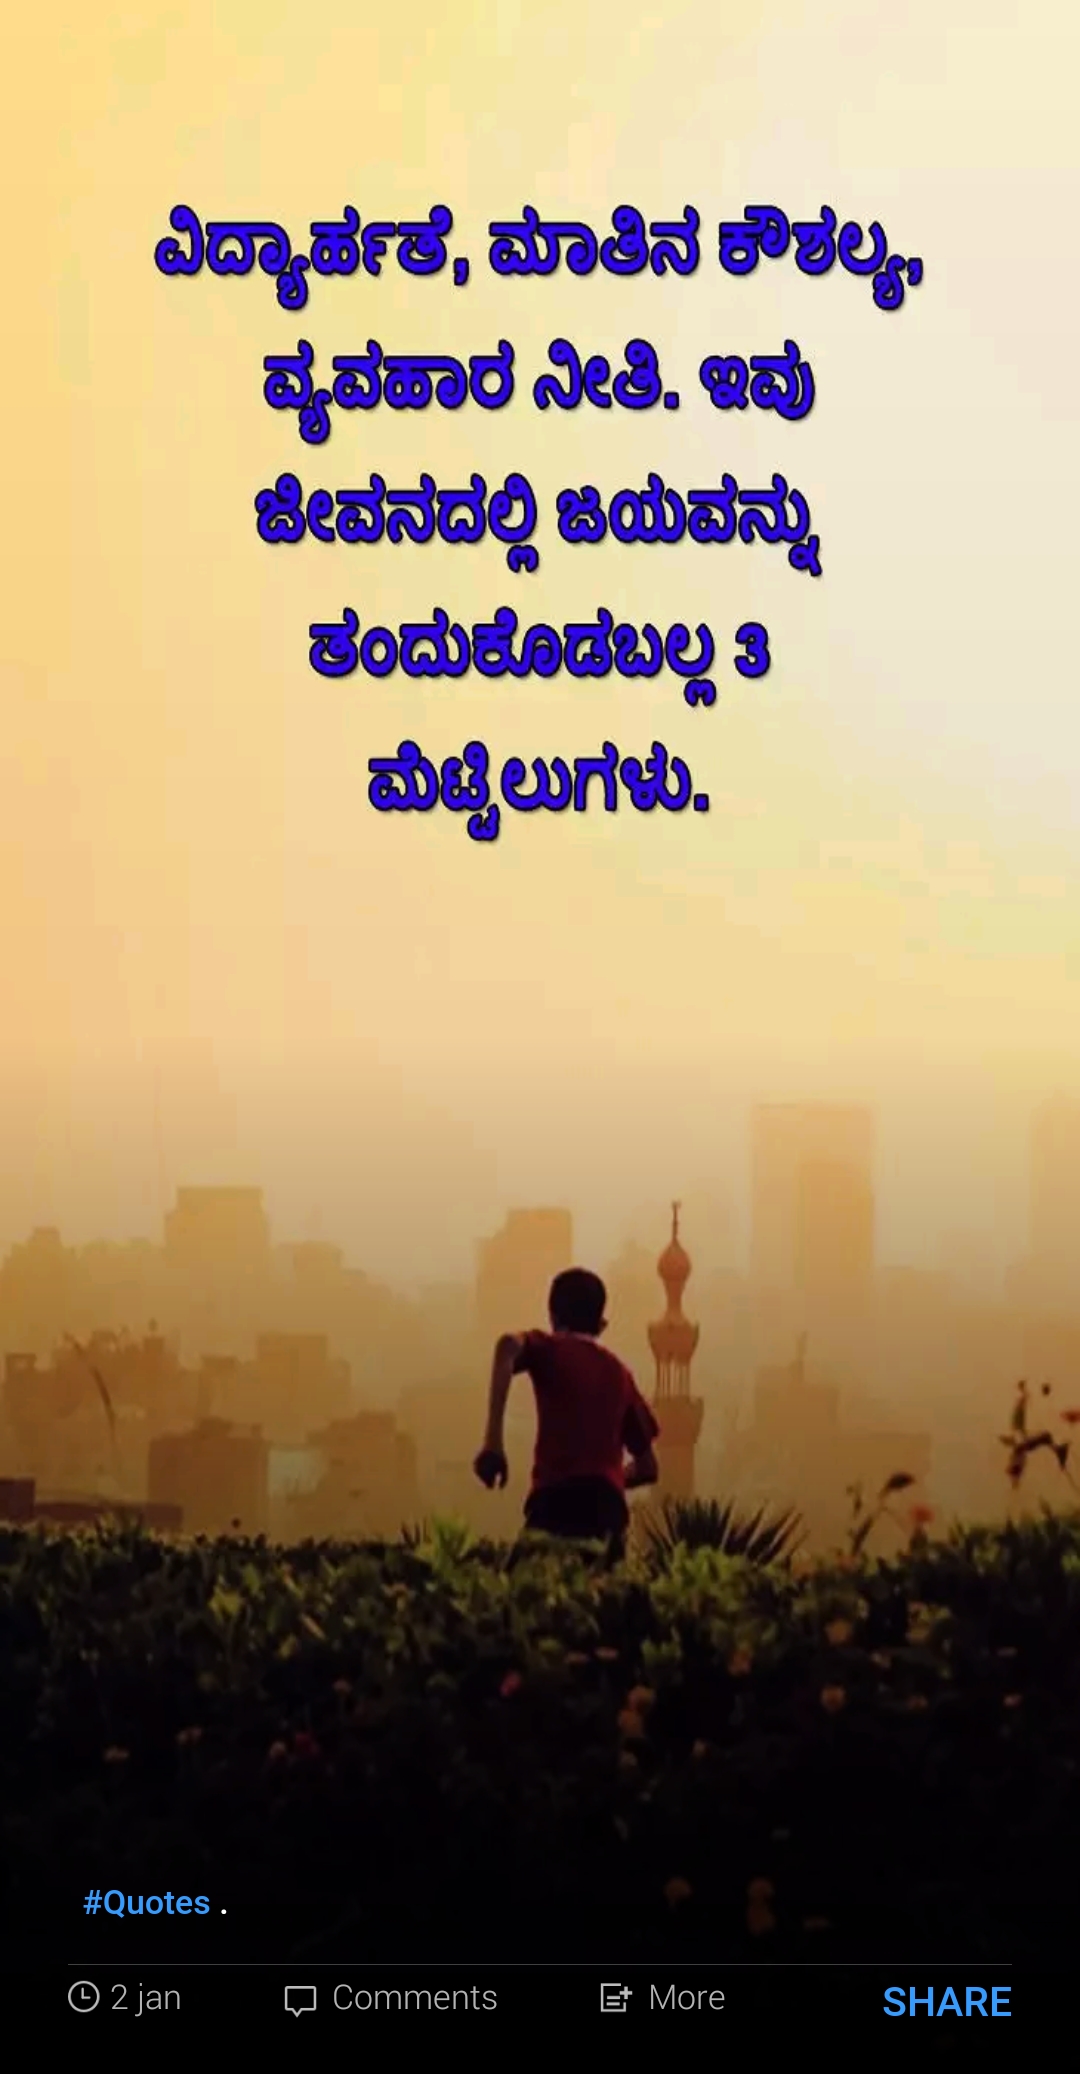 ವಿದ್ಯಾರ್ಹತೆ, ಮಾತಿನ ಕೌಶಲ್ಯ,
ವ್ಯವಹಾರ ನೀತಿ. ಇವು
ಜೀವನದಲ್ಲಿ ಜಯವನ್ನು
ತಂದುಕೊಡಬಲ್ಲ 3
ಮೆಟ್ಟಿಲುಗಳು.
#Quotes .
2 jan Comments More SHARE